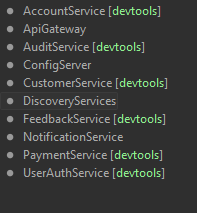 AccountService [devtools]
ApiGateway
AuditService [devtools]
ConfigServer
CustomerService [devtools]
DiscoveryServices
FeedbackService [devtools]
NotificationService
PaymentService [devtools]
UserAuthService [devtools]